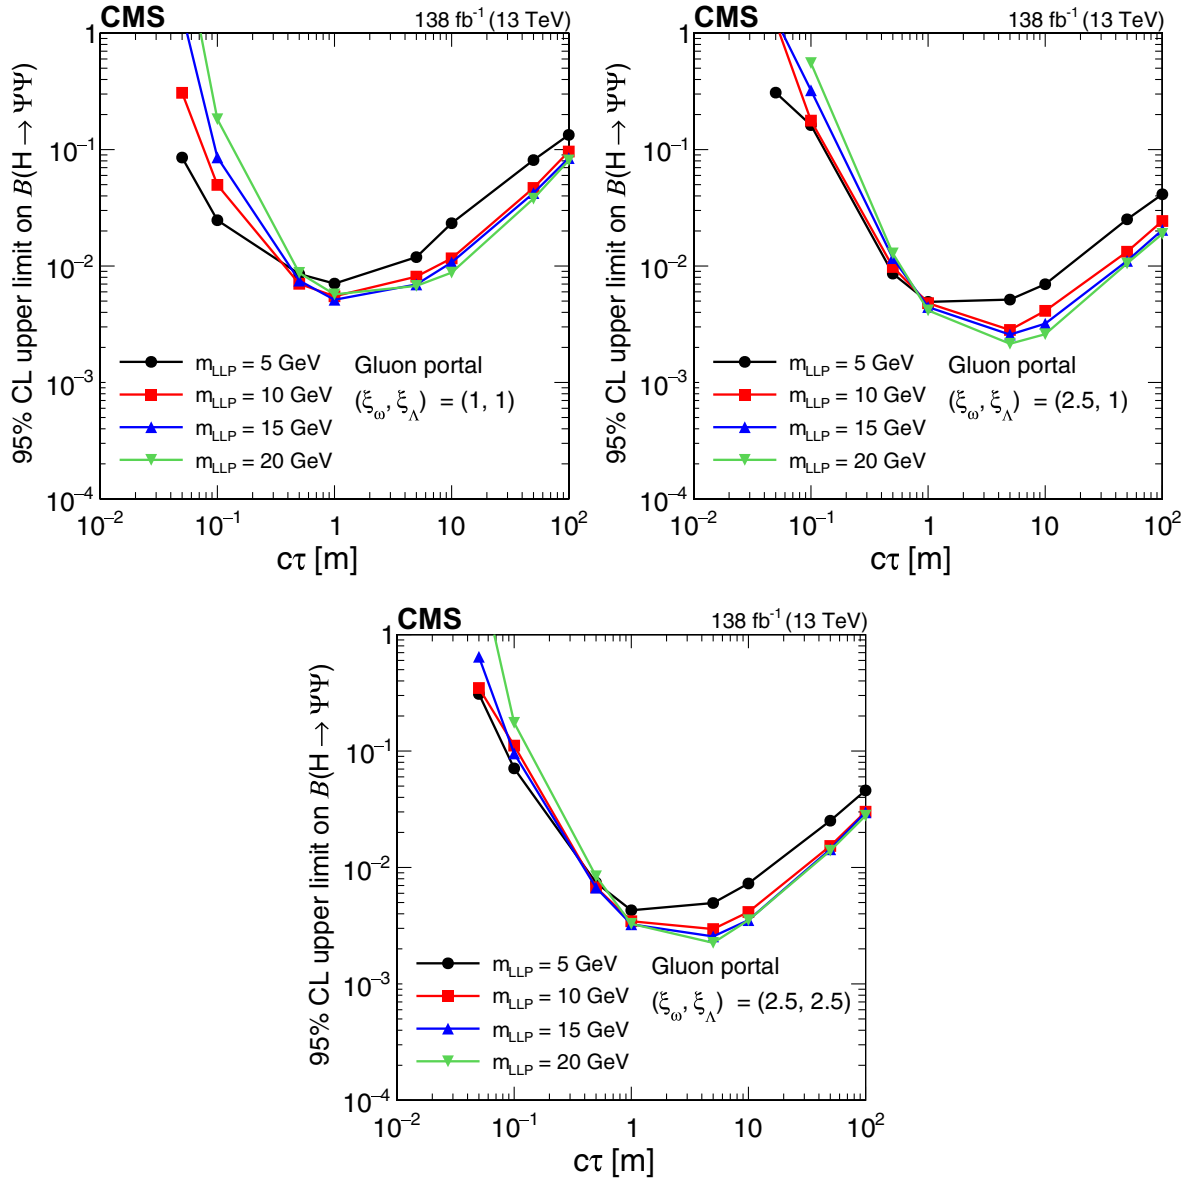 CMS 138 fb⁻¹ (13 TeV)
95% CL upper limit on B(H → ΨΨ)
1
10⁻¹
10⁻²
10⁻³
10⁻⁴
m_LLP = 5 GeV
m_LLP = 10 GeV
m_LLP = 15 GeV
m_LLP = 20 GeV
Gluon portal
(ξ_ω, ξ_Λ) = (1, 1)
10⁻² 10⁻¹ 1 10 10²
cτ [m]
CMS 138 fb⁻¹ (13 TeV)
95% CL upper limit on B(H → ΨΨ)
1
10⁻¹
10⁻²
10⁻³
10⁻⁴
m_LLP = 5 GeV
m_LLP = 10 GeV
m_LLP = 15 GeV
m_LLP = 20 GeV
Gluon portal
(ξ_ω, ξ_Λ) = (2.5, 1)
10⁻² 10⁻¹ 1 10 10²
cτ [m]
CMS 138 fb⁻¹ (13 TeV)
95% CL upper limit on B(H → ΨΨ)
1
10⁻¹
10⁻²
10⁻³
10⁻⁴
m_LLP = 5 GeV
m_LLP = 10 GeV
m_LLP = 15 GeV
m_LLP = 20 GeV
Gluon portal
(ξ_ω, ξ_Λ) = (2.5, 2.5)
10⁻² 10⁻¹ 1 10 10²
cτ [m]